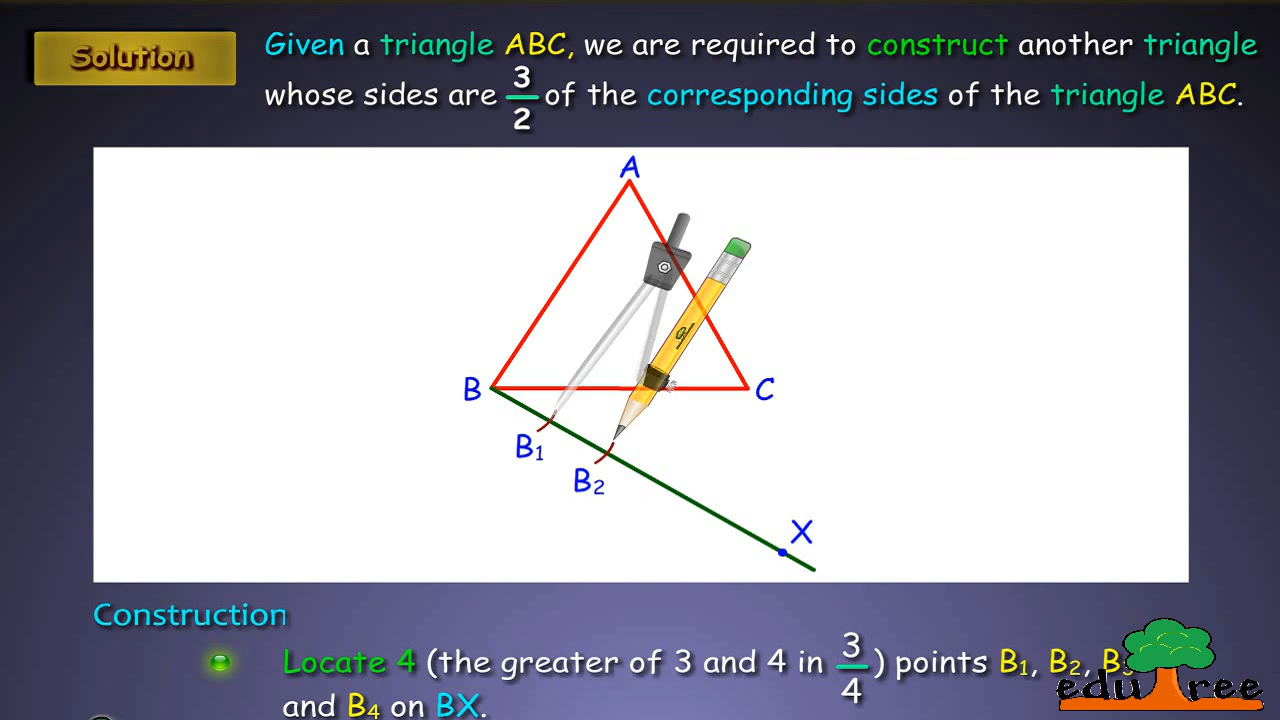 Solution
Given a triangle ABC, we are required to construct another triangle
whose sides are 3/2 of the corresponding sides of the triangle ABC.
A
B
C
B₁
B₂
X
Construction
Locate 4 (the greater of 3 and 4 in 3/4) points B₁, B₂,
and B₄ on BX.
edu tree